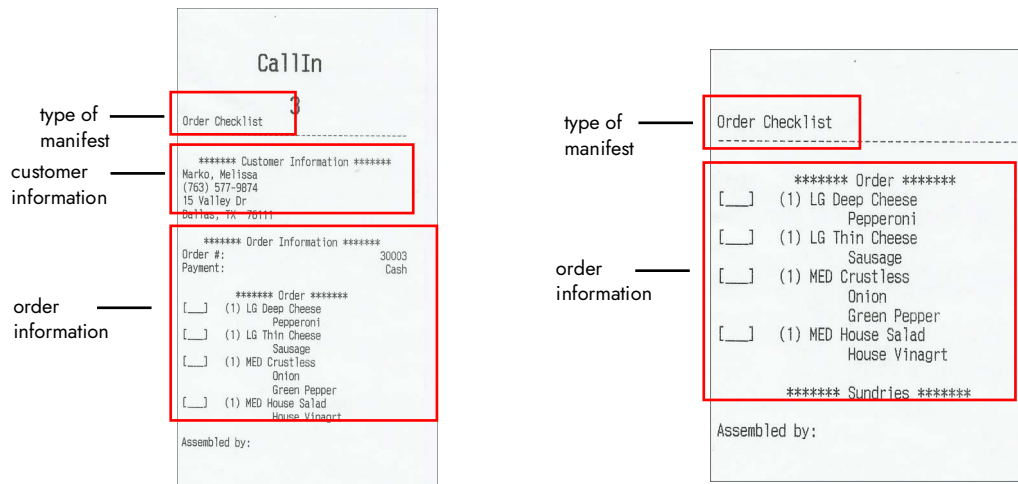 CallIn
3
type of
manifest
Order Checklist
customer
information
******* Customer Information *******
Marko, Melissa
(763) 577-9874
15 Valley Dr
Dallas, TX 76111
order
information
******* Order Information *******
Order #: 30003
Payment: Cash
******* Order *******
[___] (1) LG Deep Cheese
Pepperoni
[___] (1) LG Thin Cheese
Sausage
[___] (1) MED Crustless
Onion
Green Pepper
[___] (1) MED House Salad
House Vinagrt
Assembled by:
type of
manifest
Order Checklist
order
information
******* Order *******
[___] (1) LG Deep Cheese
Pepperoni
[___] (1) LG Thin Cheese
Sausage
[___] (1) MED Crustless
Onion
Green Pepper
[___] (1) MED House Salad
House Vinagrt
******* Sundries *******
Assembled by: